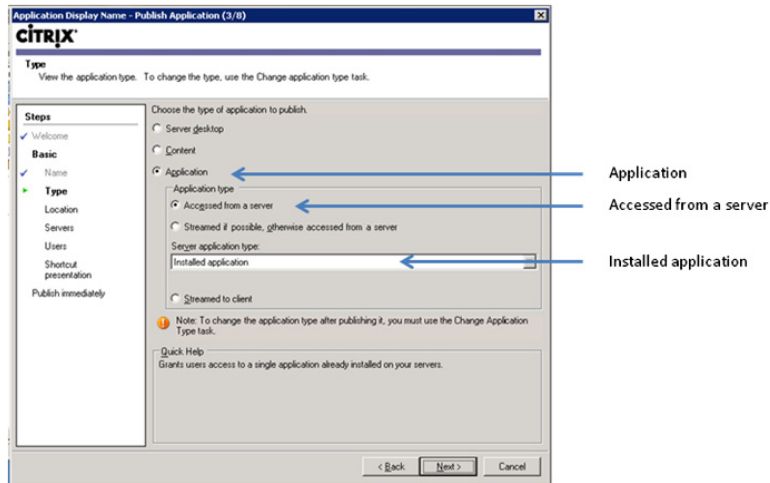 Application Display Name - Publish Application (3/8)
CİTRIX
Type
View the application type. To change the type, use the Change application type task.
Steps
Welcome
Basic
Name
Type
Location
Servers
Users
Shortcut
presentation
Publish immediately
Choose the type of application to publish.
Server desktop
Content
Application
Application type
Accessed from a server
Streamed if possible, otherwise accessed from a server
Server application type:
Installed application
Streamed to client
Note: To change the application type after publishing it, you must use the Change Application
Type task.
Quick Help
Grants users access to a single application already installed on your servers.
< Back
Next >
Cancel
Application
Accessed from a server
Installed application